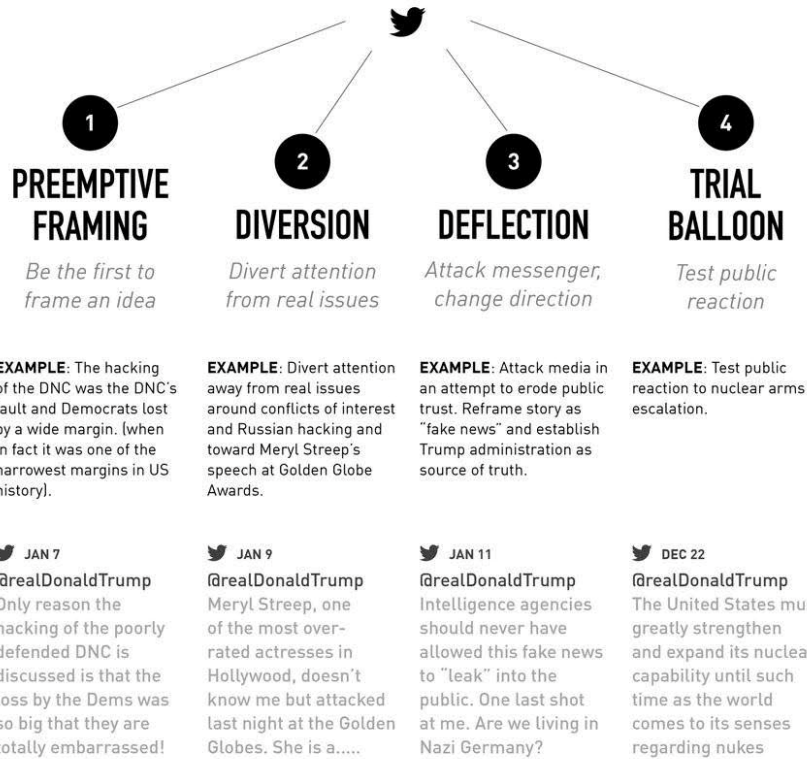 1
PREEMPTIVE
FRAMING
Be the first to
frame an idea
EXAMPLE: The hacking
of the DNC was the DNC's
fault and Democrats lost
by a wide margin. (when
in fact it was one of the
narrowest margins in US
history).
JAN 7
@realDonaldTrump
Only reason the
hacking of the poorly
defended DNC is
discussed is that the
loss by the Dems was
so big that they are
totally embarrassed!
2
DIVERSION
Divert attention
from real issues
EXAMPLE: Divert attention
away from real issues
around conflicts of interest
and Russian hacking and
toward Meryl Streep's
speech at Golden Globe
Awards.
JAN 9
@realDonaldTrump
Meryl Streep, one
of the most over-
rated actresses in
Hollywood, doesn't
know me but attacked
last night at the Golden
Globes. She is a.....
3
DEFLECTION
Attack messenger,
change direction
EXAMPLE: Attack media in
an attempt to erode public
trust. Reframe story as
"fake news" and establish
Trump administration as
source of truth.
JAN 11
@realDonaldTrump
Intelligence agencies
should never have
allowed this fake news
to "leak" into the
public. One last shot
at me. Are we living in
Nazi Germany?
4
TRIAL
BALLOON
Test public
reaction
EXAMPLE: Test public
reaction to nuclear arms
escalation.
DEC 22
@realDonaldTrump
The United States mu
greatly strengthen
and expand its nuclea
capability until such
time as the world
comes to its senses
regarding nukes